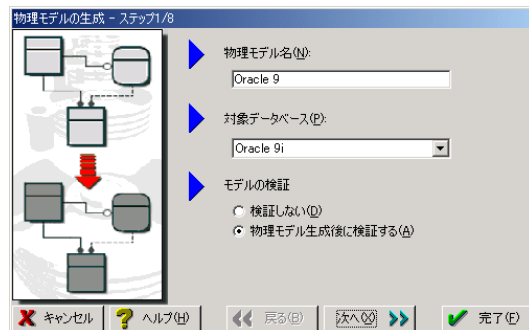 物理モデルの生成 - ステップ1/8
物理モデル名(N):
Oracle 9
対象データベース(P):
Oracle 9i
モデルの検証
検証しない(D)
物理モデル生成後に検証する(A)
キャンセル
ヘルプ(H)
戻る(B)
次へ(X)
完了(F)